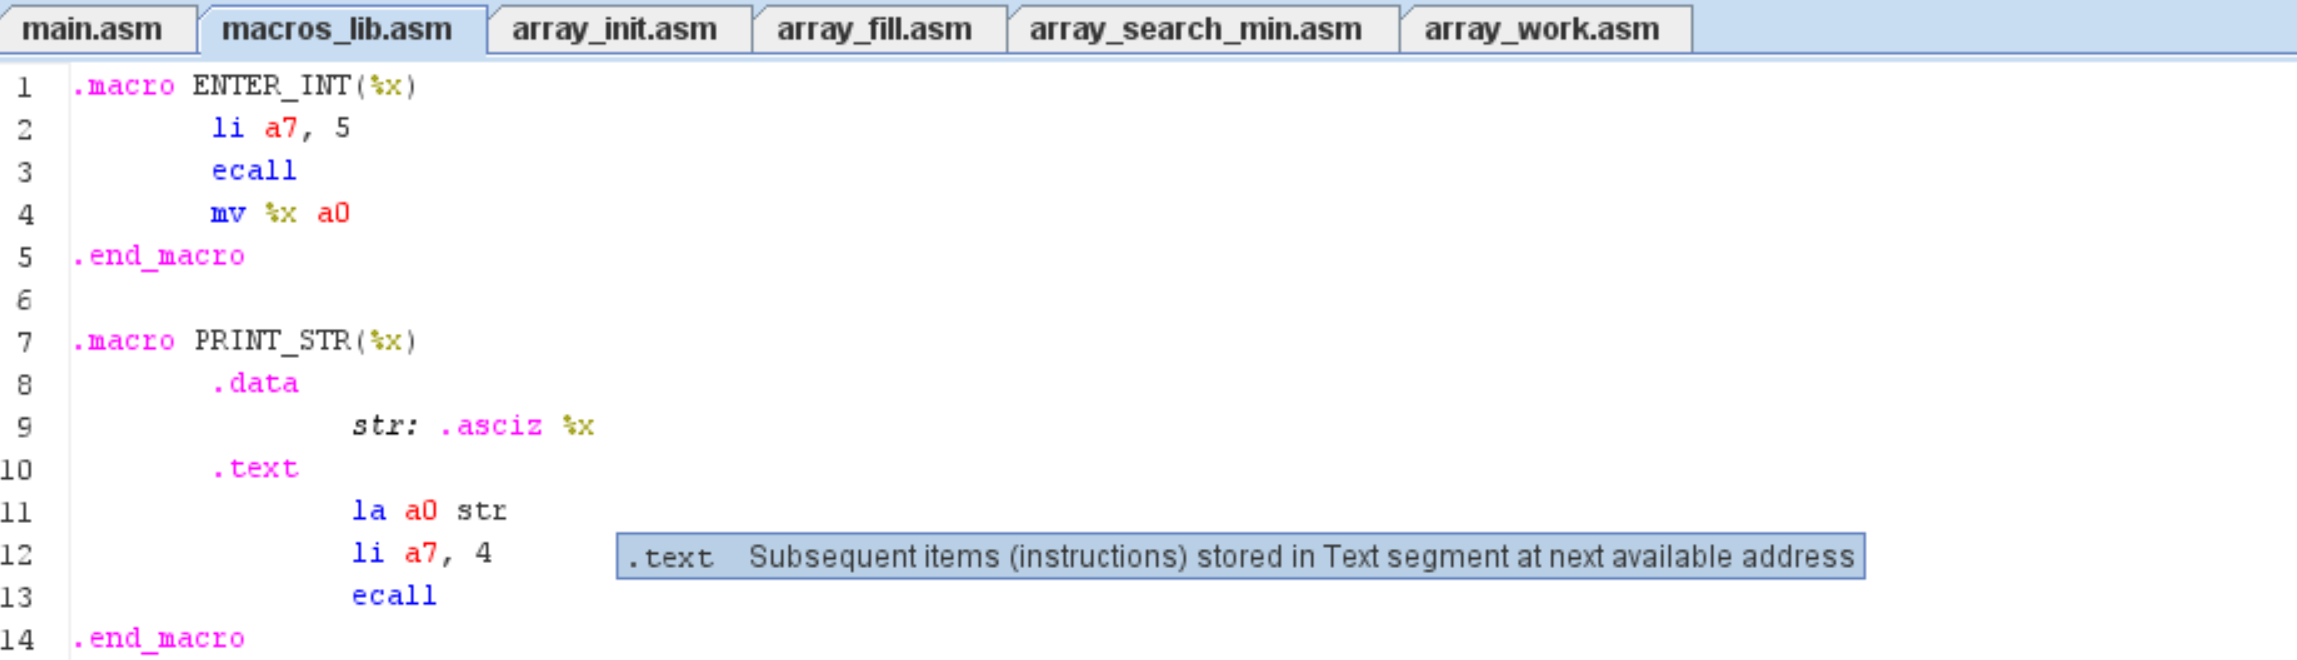 main.asm macros_lib.asm array_init.asm array_fill.asm array_search_min.asm array_work.asm
1 .macro ENTER_INT(%x)
2 li a7, 5
3 ecall
4 mv %x a0
5 .end_macro
6
7 .macro PRINT_STR(%x)
8 .data
9 str: .asciz %x
10 .text
11 la a0 str
12 li a7, 4
.text Subsequent items (instructions) stored in Text segment at next available address
13 ecall
14 .end_macro